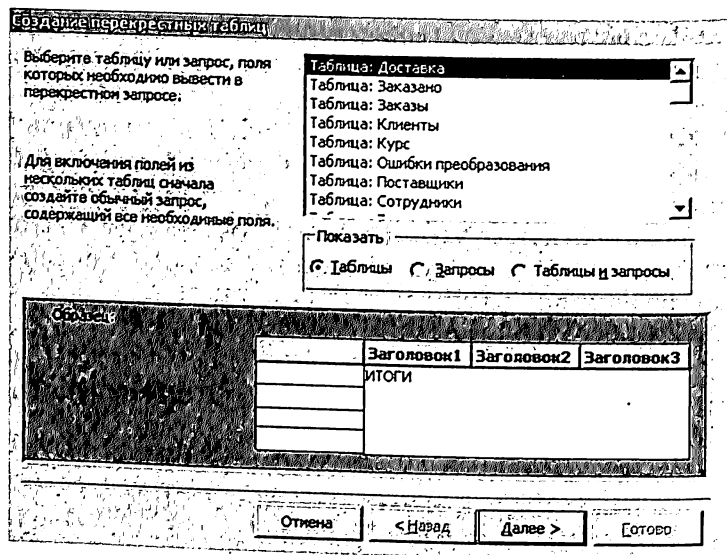 Создание перекрестных таблиц
Выберите таблицу или запрос, поля
которых необходимо вывести в
перекрестном запросе:
Для включения полей из
нескольких таблиц сначала
создайте обычный запрос,
содержащий все необходимые поля.
Таблица: Доставка
Таблица: Заказано
Таблица: Заказы
Таблица: Клиенты
Таблица: Курс
Таблица: Ошибки преобразования
Таблица: Поставщики
Таблица: Сотрудники
Показать
Таблицы Запросы Таблицы и запросы
Образец:
Заголовок1 Заголовок2 Заголовок3
ИТОГИ
Отмена < Назад Далее > Готово